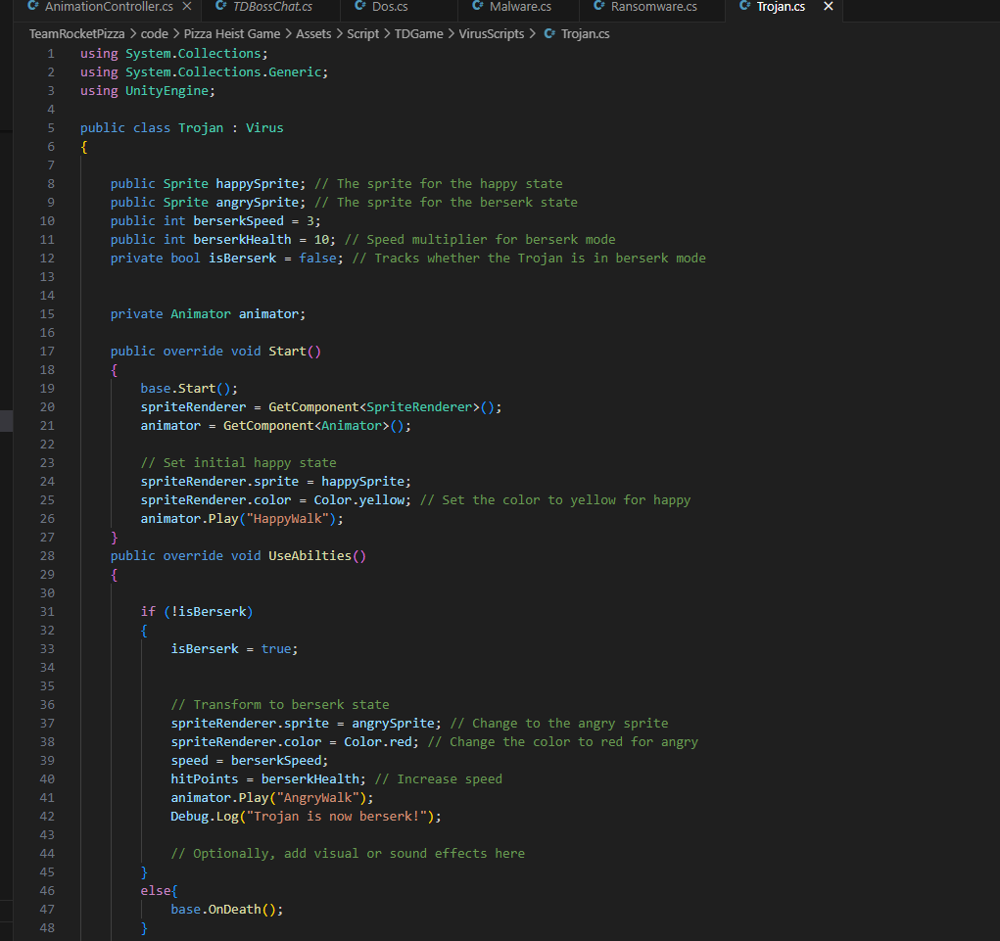 AnimationController.cs TDBossChat.cs Dos.cs Malware.cs Ransomware.cs Trojan.cs
TeamRocketPizza > code > Pizza Heist Game > Assets > Script > TDGame > VirusScripts > Trojan.cs
1 using System.Collections;
2 using System.Collections.Generic;
3 using UnityEngine;
4
5 public class Trojan : Virus
6 {
7
8 public Sprite happySprite; // The sprite for the happy state
9 public Sprite angrySprite; // The sprite for the berserk state
10 public int berserkSpeed = 3;
11 public int berserkHealth = 10; // Speed multiplier for berserk mode
12 private bool isBerserk = false; // Tracks whether the Trojan is in berserk mode
13
14
15 private Animator animator;
16
17 public override void Start()
18 {
19 base.Start();
20 spriteRenderer = GetComponent<SpriteRenderer>();
21 animator = GetComponent<Animator>();
22
23 // Set initial happy state
24 spriteRenderer.sprite = happySprite;
25 spriteRenderer.color = Color.yellow; // Set the color to yellow for happy
26 animator.Play("HappyWalk");
27 }
28 public override void UseAbilties()
29 {
30
31 if (!isBerserk)
32 {
33 isBerserk = true;
34
35
36 // Transform to berserk state
37 spriteRenderer.sprite = angrySprite; // Change to the angry sprite
38 spriteRenderer.color = Color.red; // Change the color to red for angry
39 speed = berserkSpeed;
40 hitPoints = berserkHealth; // Increase speed
41 animator.Play("AngryWalk");
42 Debug.Log("Trojan is now berserk!");
43
44 // Optionally, add visual or sound effects here
45 }
46 else{
47 base.OnDeath();
48 }